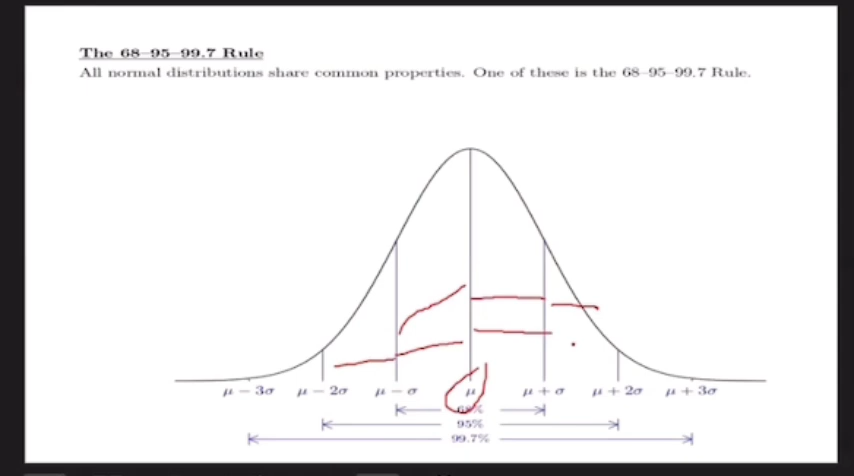 The 68–95–99.7 Rule
All normal distributions share common properties. One of these is the 68–95–99.7 Rule.
μ − 3σ μ − 2σ μ − σ μ μ + σ μ + 2σ μ + 3σ
68%
95%
99.7%